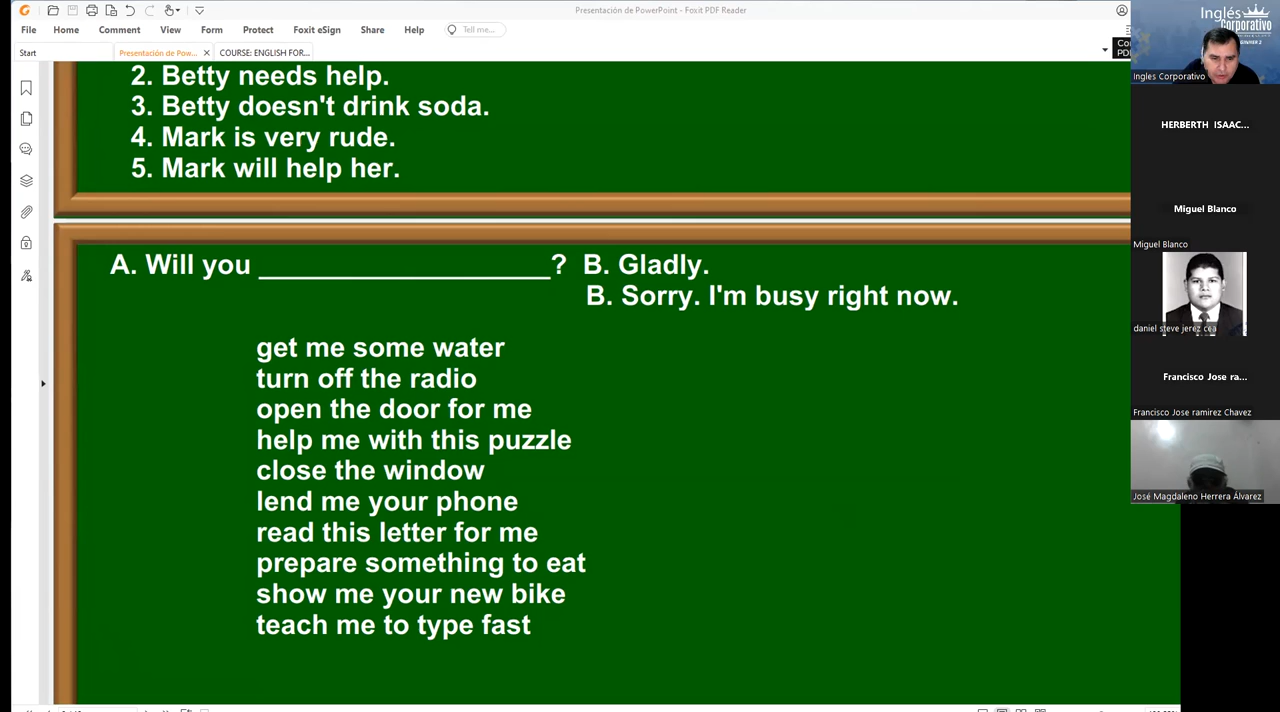 Presentación de PowerPoint - Foxit PDF Reader
File Home Comment View Form Protect Foxit eSign Share Help Tell me...
Start Presentación de Pow... COURSE: ENGLISH FOR...
2. Betty needs help.
3. Betty doesn't drink soda.
4. Mark is very rude.
5. Mark will help her.
A. Will you ___________________? B. Gladly.
B. Sorry. I'm busy right now.
get me some water
turn off the radio
open the door for me
help me with this puzzle
close the window
lend me your phone
read this letter for me
prepare something to eat
show me your new bike
teach me to type fast
Inglés
Corporativo
Ingles Corporativo
HERBERTH ISAAC...
Miguel Blanco
Miguel Blanco
daniel steve jerez cea
Francisco Jose ra...
Francisco Jose ramirez Chavez
José Magdaleno Herrera Álvarez